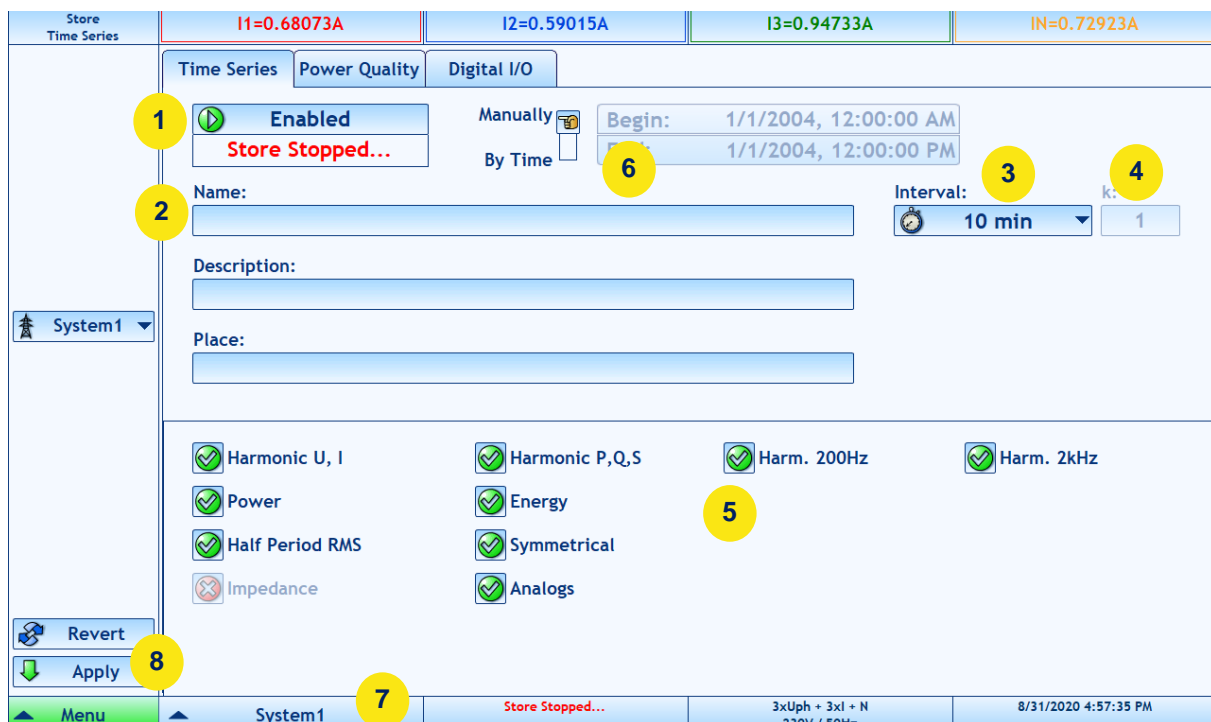 Store
Time Series
I1=0.68073A
I2=0.59015A
I3=0.94733A
IN=0.72923A
Time Series
Power Quality
Digital I/O
1
Enabled
Store Stopped...
Manually
By Time
Begin:
1/1/2004, 12:00:00 AM
1/1/2004, 12:00:00 PM
6
3
4
2
Name:
Interval:
k:
10 min
1
Description:
System1
Place:
Harmonic U, I
Harmonic P,Q,S
Harm. 200Hz
Harm. 2kHz
Power
Energy
5
Half Period RMS
Symmetrical
Impedance
Analogs
Revert
Apply
8
7
Menu
System1
Store Stopped...
3xUph + 3xI + N
230V / 50Hz
8/31/2020 4:57:35 PM